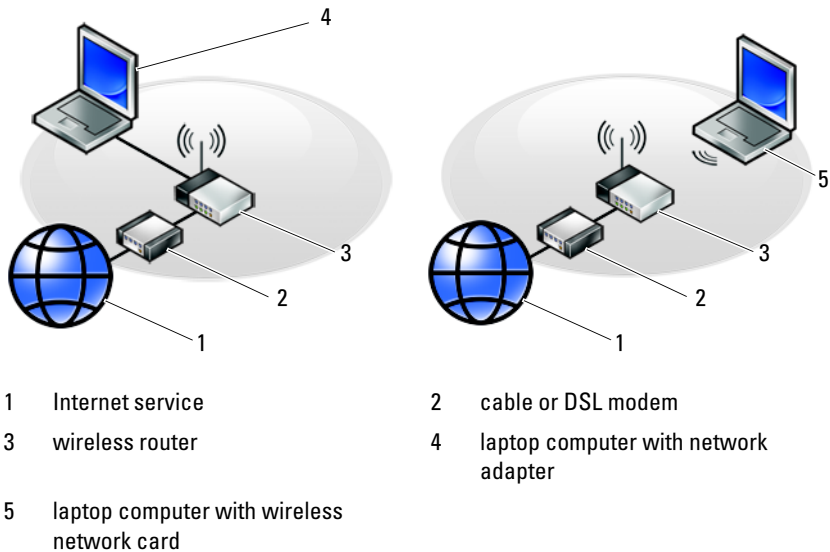 4
3
2
1
5
3
2
1
1 Internet service
2 cable or DSL modem
3 wireless router
4 laptop computer with network
adapter
5 laptop computer with wireless
network card